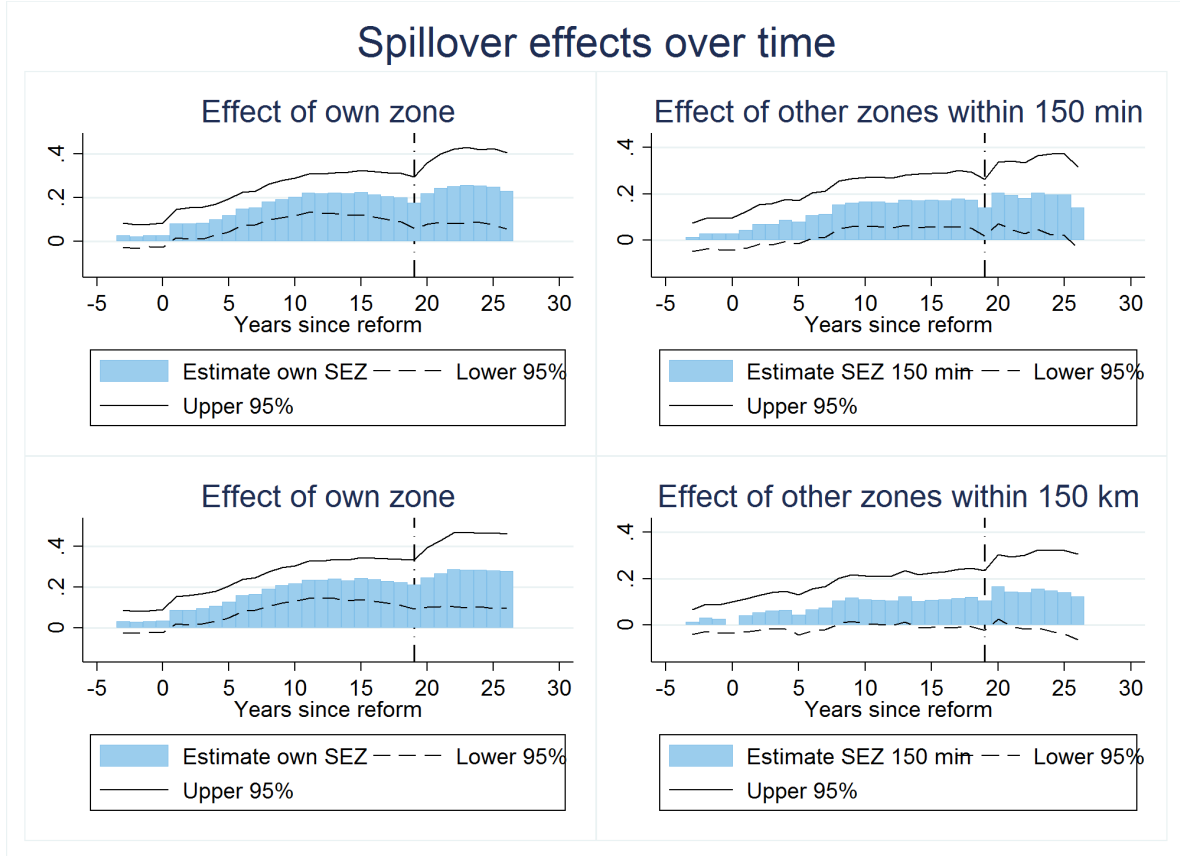 Spillover effects over time
Effect of own zone
0 .2 .4
-5 0 5 10 15 20 25 30
Years since reform
Estimate own SEZ Lower 95%
Upper 95%
Effect of other zones within 150 min
0 .2 .4
-5 0 5 10 15 20 25 30
Years since reform
Estimate SEZ 150 min Lower 95%
Upper 95%
Effect of own zone
0 .2 .4
-5 0 5 10 15 20 25 30
Years since reform
Estimate own SEZ Lower 95%
Upper 95%
Effect of other zones within 150 km
0 .2 .4
-5 0 5 10 15 20 25 30
Years since reform
Estimate SEZ 150 min Lower 95%
Upper 95%